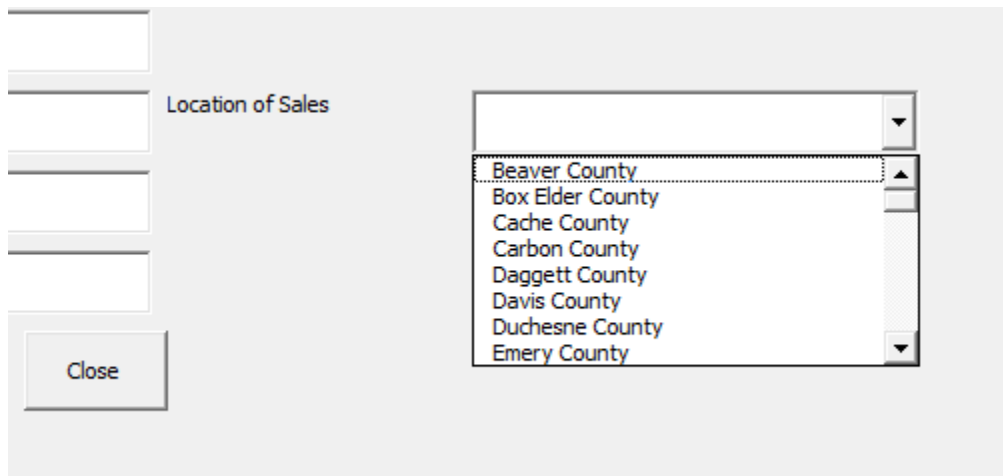 Location of Sales
Beaver County
Box Elder County
Cache County
Carbon County
Daggett County
Davis County
Duchesne County
Emery County
Close